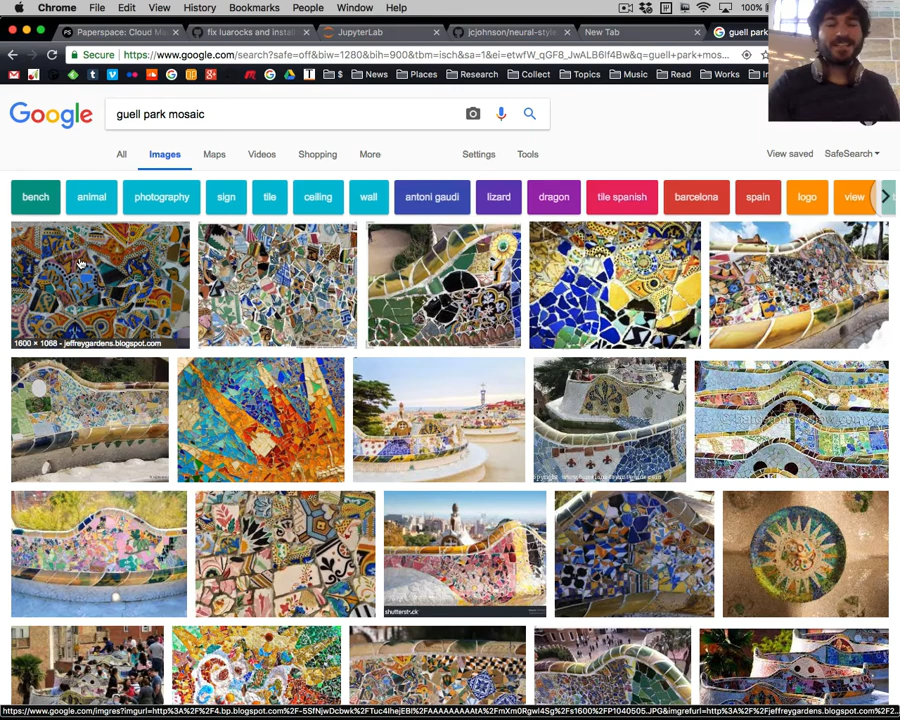 Chrome File Edit View History Bookmarks People Window Help 100%
Paperspace: Cloud Ma fix luarocks and install JupyterLab jcjohnson/neural-style New Tab guell park
Secure https://www.google.com/search?safe=off&biw=1280&bih=900&tbm=isch&sa=1&ei=etwfW_qGF8_JwALB6If4Bw&q=guell+park+mos...
$ News Places Research Collect Topics Music Read Works
Google
guell park mosaic
All Images Maps Videos Shopping More Settings Tools View saved SafeSearch
bench animal photography sign tile ceiling wall antoni gaudi lizard dragon tile spanish barcelona spain logo view
1600 × 1068 - jeffreygardens.blogspot.com
shutterstock